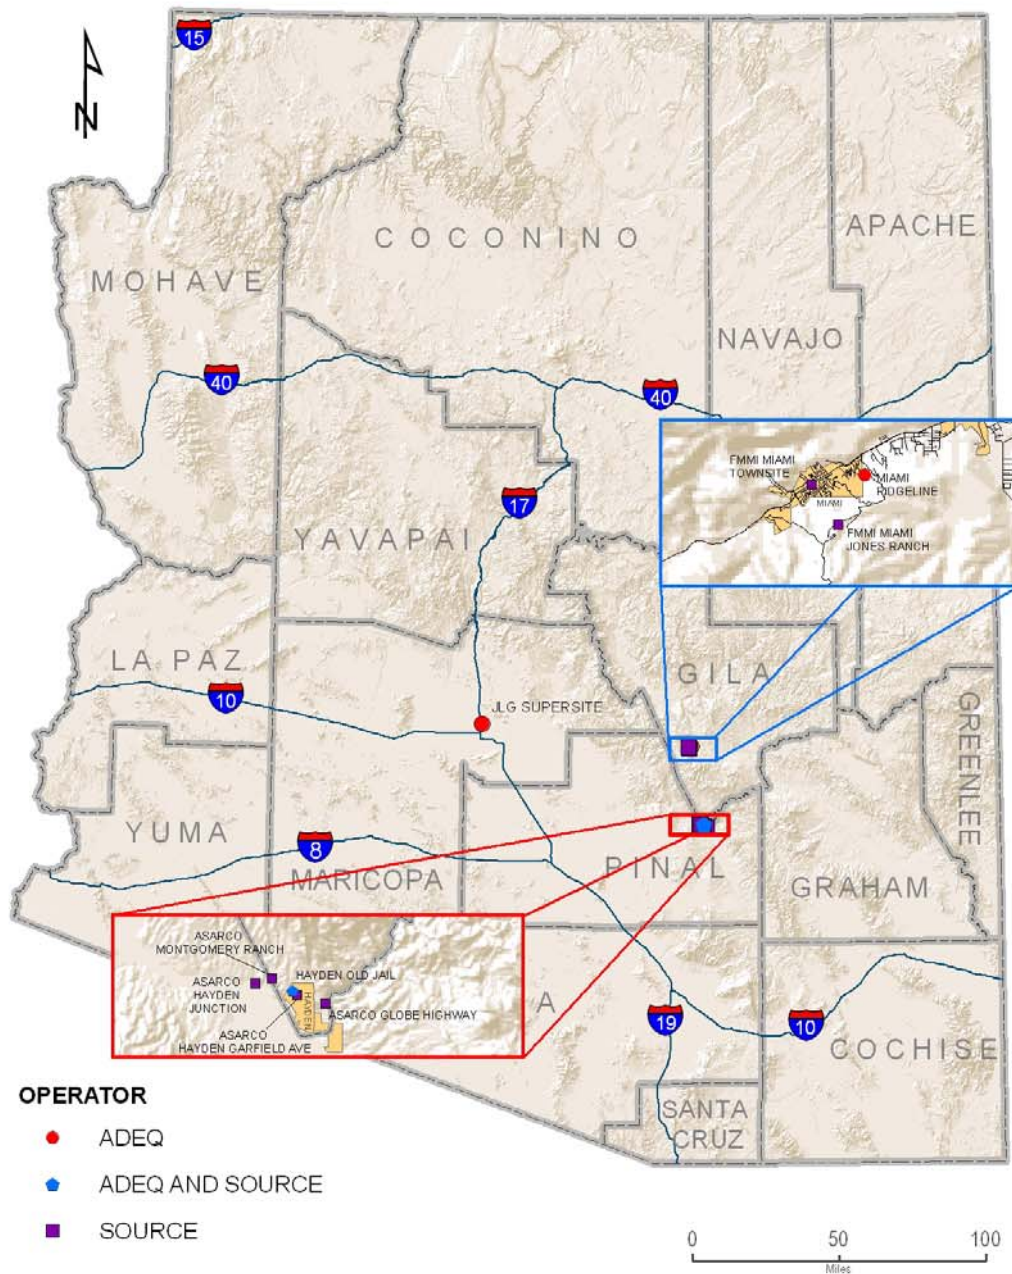 15
N
COCONINO
APACHE
MOHAVE
NAVAJO
40
40
FMMI MIAMI
TOWNSITE
MIAMI
RIDGELINE
MIAMI
FMMI MIAMI
JONES RANCH
17
YAVAPAI
LA PAZ
GILA
10
JLG SUPERSITE
GREENLEE
YUMA
8
MARICOPA
PINAL
GRAHAM
ASARCO
MONTGOMERY RANCH
HAYDEN OLD JAIL
ASARCO
HAYDEN
JUNCTION
HAYDEN
ASARCO GLOBE HIGHWAY
ASARCO
HAYDEN GARFIELD AVE
A
19
10
COCHISE
SANTA
CRUZ
OPERATOR
ADEQ
ADEQ AND SOURCE
SOURCE
0 50 100
Miles